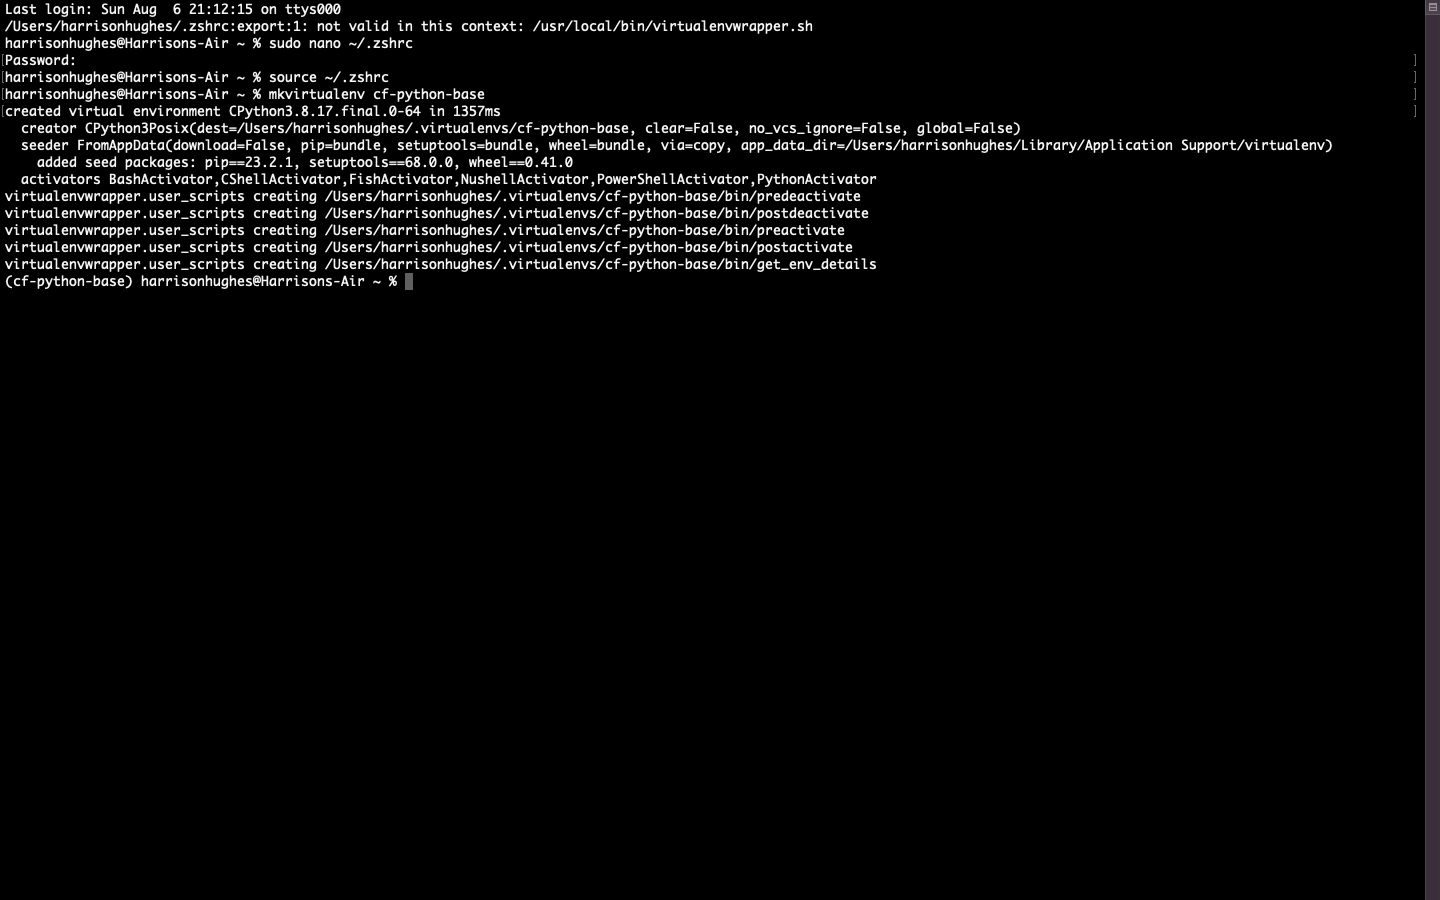 Last login: Sun Aug  6 21:12:15 on ttys000
/Users/harrisonhughes/.zshrc:export:1: not valid in this context: /usr/local/bin/virtualenvwrapper.sh
harrisonhughes@Harrisons-Air ~ % sudo nano ~/.zshrc
[Password:                                                                                                                                                                      ]
[harrisonhughes@Harrisons-Air ~ % source ~/.zshrc                                                                                                                               ]
[harrisonhughes@Harrisons-Air ~ % mkvirtualenv cf-python-base                                                                                                                   ]
[created virtual environment CPython3.8.17.final.0-64 in 1357ms                                                                                                                 ]
  creator CPython3Posix(dest=/Users/harrisonhughes/.virtualenvs/cf-python-base, clear=False, no_vcs_ignore=False, global=False)
  seeder FromAppData(download=False, pip=bundle, setuptools=bundle, wheel=bundle, via=copy, app_data_dir=/Users/harrisonhughes/Library/Application Support/virtualenv)
    added seed packages: pip==23.2.1, setuptools==68.0.0, wheel==0.41.0
  activators BashActivator,CShellActivator,FishActivator,NushellActivator,PowerShellActivator,PythonActivator
virtualenvwrapper.user_scripts creating /Users/harrisonhughes/.virtualenvs/cf-python-base/bin/predeactivate
virtualenvwrapper.user_scripts creating /Users/harrisonhughes/.virtualenvs/cf-python-base/bin/postdeactivate
virtualenvwrapper.user_scripts creating /Users/harrisonhughes/.virtualenvs/cf-python-base/bin/preactivate
virtualenvwrapper.user_scripts creating /Users/harrisonhughes/.virtualenvs/cf-python-base/bin/postactivate
virtualenvwrapper.user_scripts creating /Users/harrisonhughes/.virtualenvs/cf-python-base/bin/get_env_details
(cf-python-base) harrisonhughes@Harrisons-Air ~ %